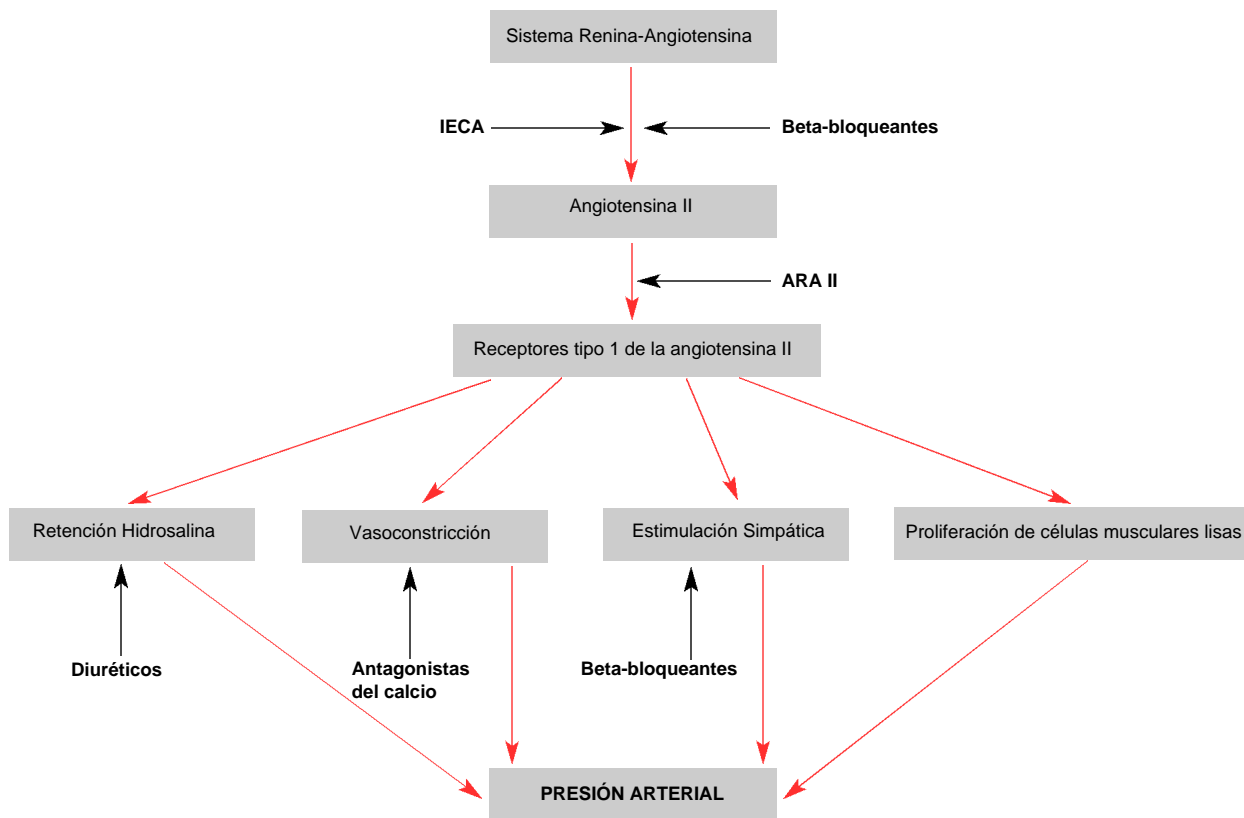 Sistema Renina-Angiotensina
IECA
Beta-bloqueantes
Angiotensina II
ARA II
Receptores tipo 1 de la angiotensina II
Retención Hidrosalina
Vasoconstricción
Estimulación Simpática
Proliferación de células musculares lisas
Diuréticos
Antagonistas
del calcio
Beta-bloqueantes
PRESIÓN ARTERIAL